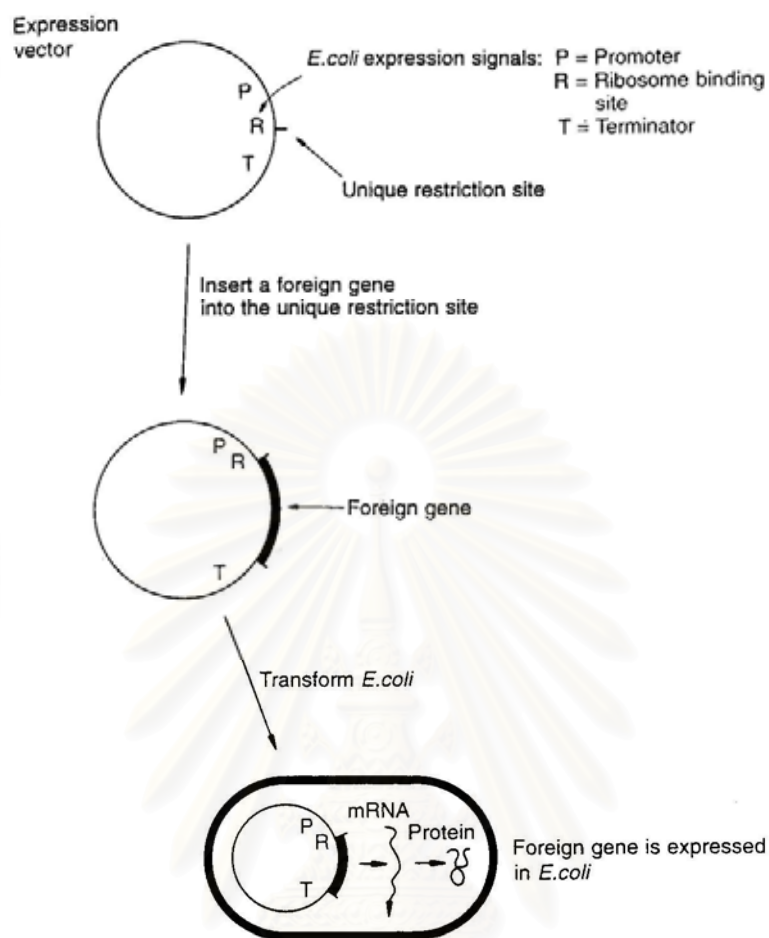 Expression
vector
E.coli expression signals: P = Promoter
R = Ribosome binding
site
T = Terminator
P
R
T
Unique restriction site
Insert a foreign gene
into the unique restriction site
P
R
Foreign gene
T
Transform E.coli
mRNA
P
R
Protein
T
Foreign gene is expressed
in E.coli